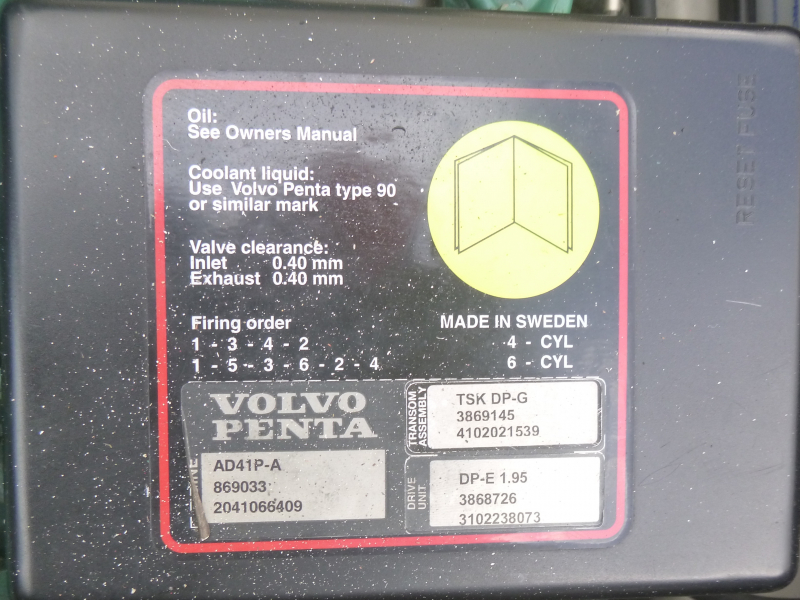 RESET FUSE
Oil:
See Owners Manual
Coolant liquid:
Use Volvo Penta type 90
or similar mark
Valve clearance:
Inlet 0.40 mm
Exhaust 0.40 mm
Firing order
MADE IN SWEDEN
1 - 3 - 4 - 2 4 - CYL
1 - 5 - 3 - 6 - 2 - 4 6 - CYL
VOLVO
PENTA
AD41P-A
869033
2041066409
TRANSOM
ASSEMBLY
TSK DP-G
3869145
4102021539
DRIVE
UNIT
DP-E 1.95
3868726
3102238073